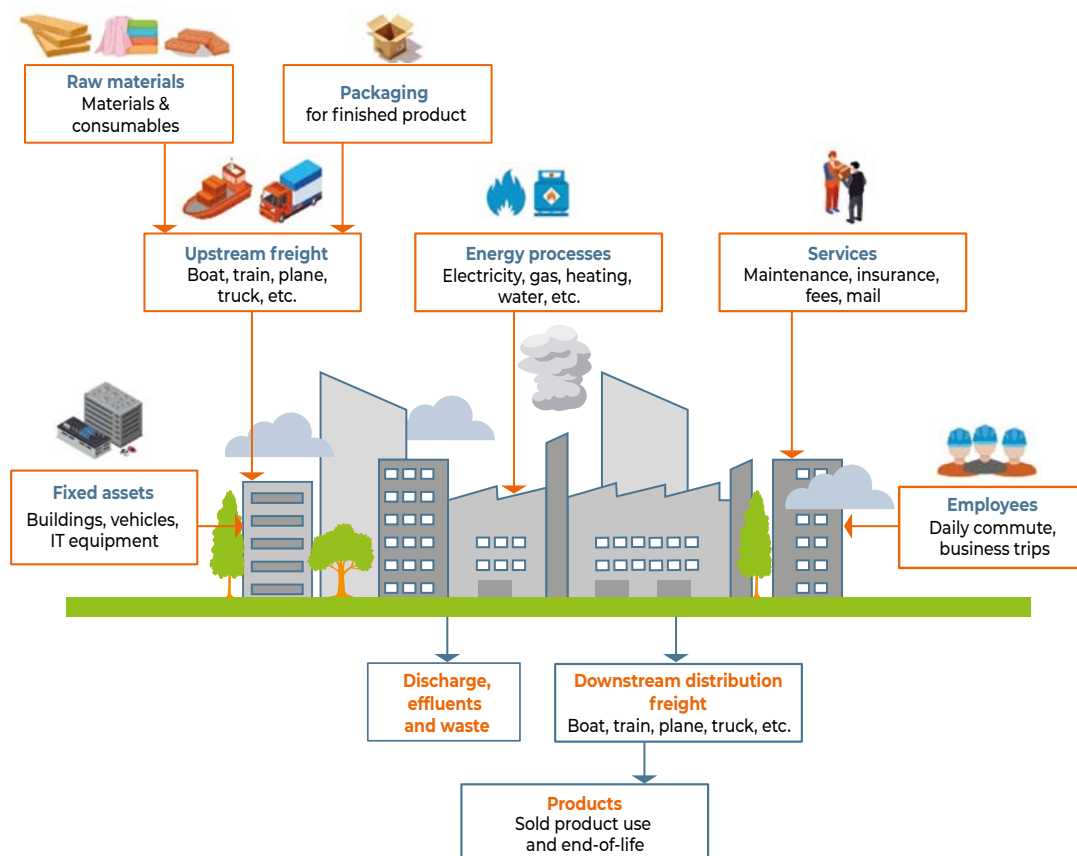 Raw materials
Materials &
consumables
Packaging
for finished product
Upstream freight
Boat, train, plane,
truck, etc.
Energy processes
Electricity, gas, heating,
water, etc.
Services
Maintenance, insurance,
fees, mail
Fixed assets
Buildings, vehicles,
IT equipment
Employees
Daily commute,
business trips
Discharge,
effluents
and waste
Downstream distribution
freight
Boat, train, plane, truck, etc.
Products
Sold product use
and end-of-life